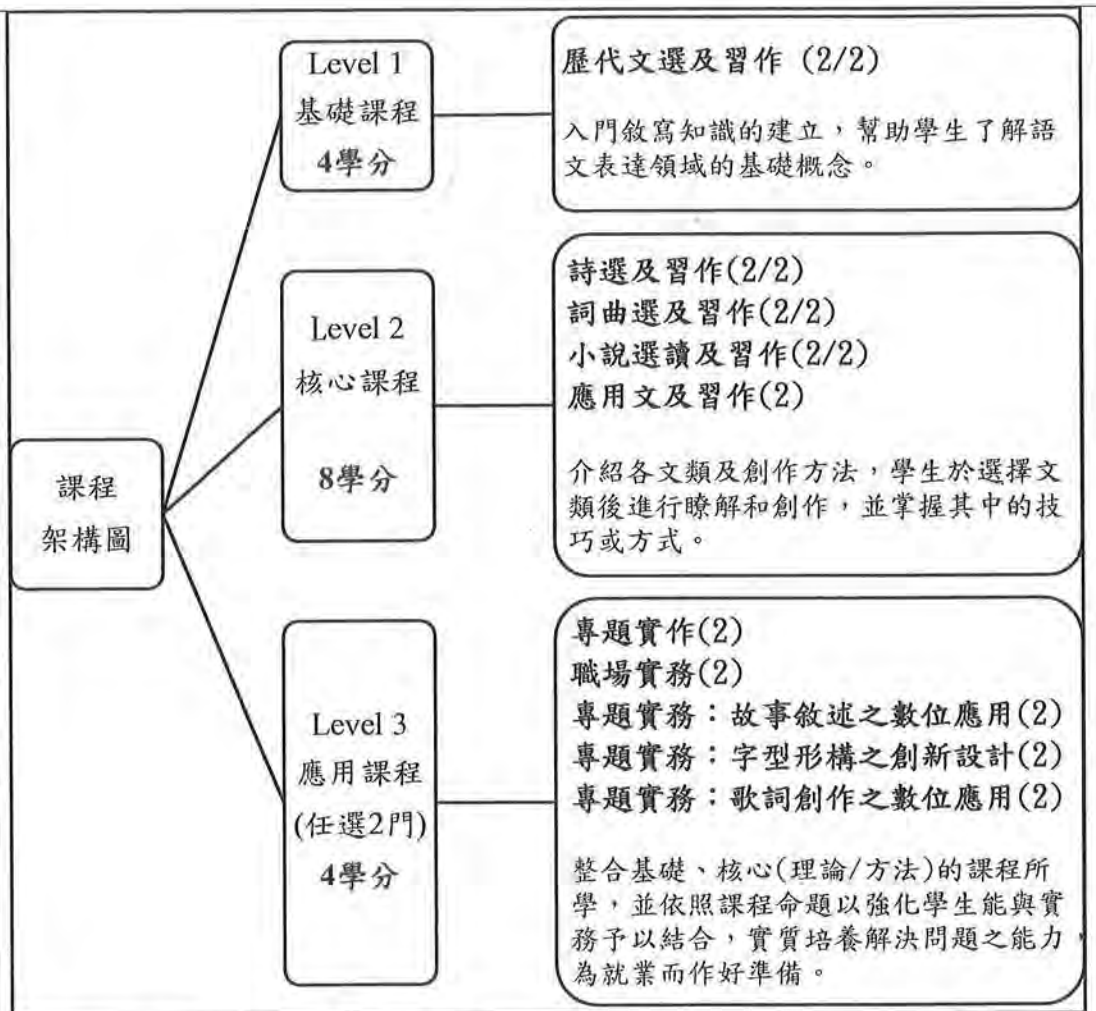 課程
架構圖
Level 1
基礎課程
4學分
歷代文選及習作 (2/2)
入門敘寫知識的建立，幫助學生了解語
文表達領域的基礎概念。
Level 2
核心課程
8學分
詩選及習作(2/2)
詞曲選及習作(2/2)
小說選讀及習作(2/2)
應用文及習作(2)
介紹各文類及創作方法，學生於選擇文
類後進行瞭解和創作，並掌握其中的技
巧或方式。
Level 3
應用課程
(任選2門)
4學分
專題實作(2)
職場實務(2)
專題實務：故事敘述之數位應用(2)
專題實務：字型形構之創新設計(2)
專題實務：歌詞創作之數位應用(2)
整合基礎、核心(理論/方法)的課程所
學，並依照課程命題以強化學生能與實
務予以結合，實質培養解決問題之能力，
為就業而作好準備。